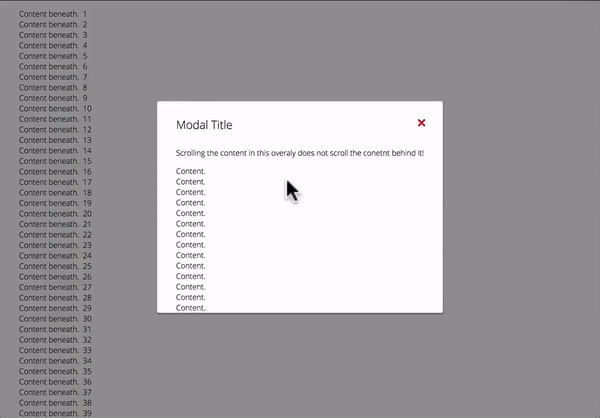 Content beneath. 1
Content beneath. 2
Content beneath. 3
Content beneath. 4
Content beneath. 5
Content beneath. 6
Content beneath. 7
Content beneath. 8
Content beneath. 9
Content beneath. 10
Content beneath. 11
Content beneath. 12
Content beneath. 13
Content beneath. 14
Content beneath. 15
Content beneath. 16
Content beneath. 17
Content beneath. 18
Content beneath. 19
Content beneath. 20
Content beneath. 21
Content beneath. 22
Content beneath. 23
Content beneath. 24
Content beneath. 25
Content beneath. 26
Content beneath. 27
Content beneath. 28
Content beneath. 29
Content beneath. 30
Content beneath. 31
Content beneath. 32
Content beneath. 33
Content beneath. 34
Content beneath. 35
Content beneath. 36
Content beneath. 37
Content beneath. 38
Content beneath. 39
Modal Title
Scrolling the content in this overaly does not scroll the conetnt behind it!
Content.
Content.
Content.
Content.
Content.
Content.
Content.
Content.
Content.
Content.
Content.
Content.
Content.
Content.